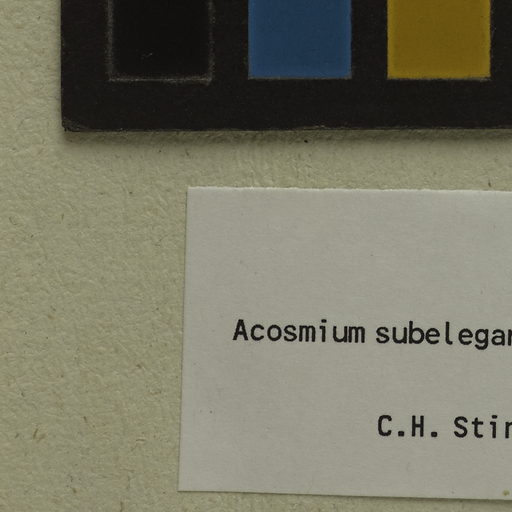 Acosmium subelegan
C.H. Stir